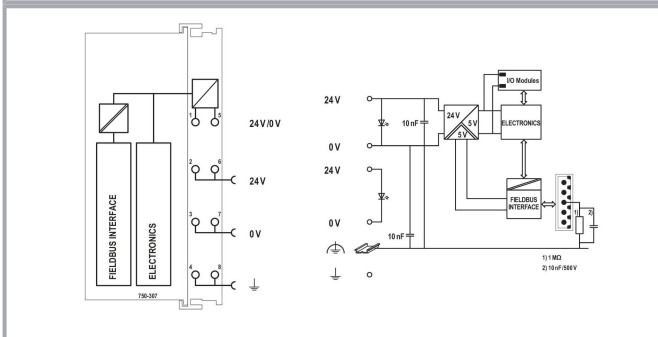 1 5
24 V / 0 V
2 6
24 V
3 7
0 V
4 8
FIELDBUS INTERFACE
ELECTRONICS
750-307
24 V
10 nF
0 V
24 V
0 V
10 nF
24 V
5 V
5 V
I/O Modules
ELECTRONICS
FIELDBUS
INTERFACE
1)
2)
1) 1 MΩ
2) 10 nF/500 V